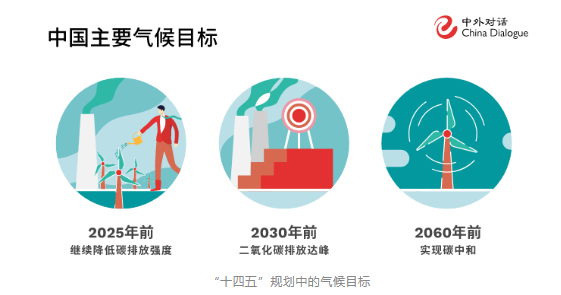 中国主要气候目标
中外对话
China Dialogue
2025年前
继续降低碳排放强度
2030年前
二氧化碳排放达峰
2060年前
实现碳中和
“十四五”规划中的气候目标